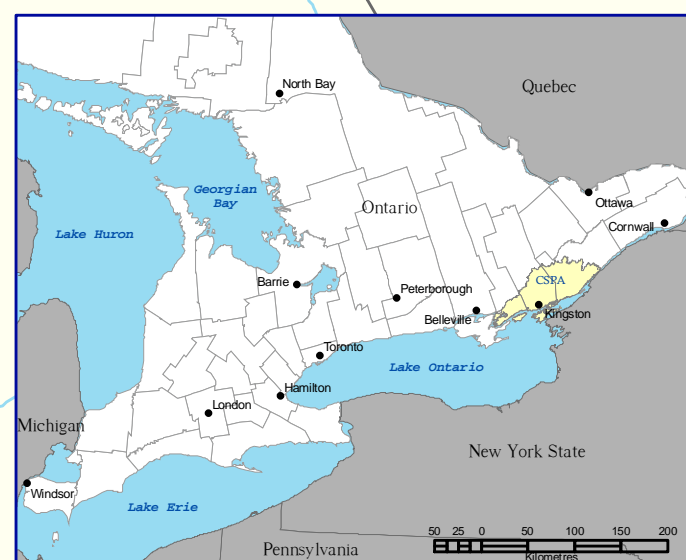 North Bay
Quebec
Georgian
Bay
Ontario
Ottawa
Lake Huron
Cornwall
CSPA
Barrie
Peterborough
Belleville
Kingston
Toronto
Lake Ontario
Hamilton
London
Michigan
New York State
Windsor
Lake Erie
Pennsylvania
50 25 0 50 100 150 200
Kilometres